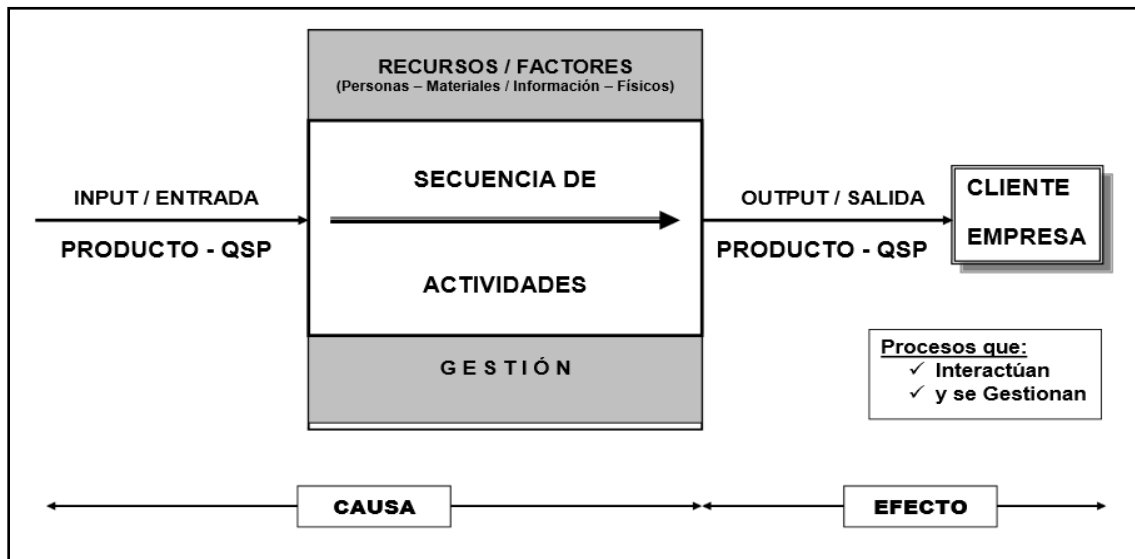 RECURSOS / FACTORES
(Personas – Materiales / Información – Físicos)
INPUT / ENTRADA
PRODUCTO - QSP
SECUENCIA DE
ACTIVIDADES
OUTPUT / SALIDA
PRODUCTO - QSP
CLIENTE
EMPRESA
GESTIÓN
Procesos que:
✓ Interactúan
✓ y se Gestionan
CAUSA
EFECTO